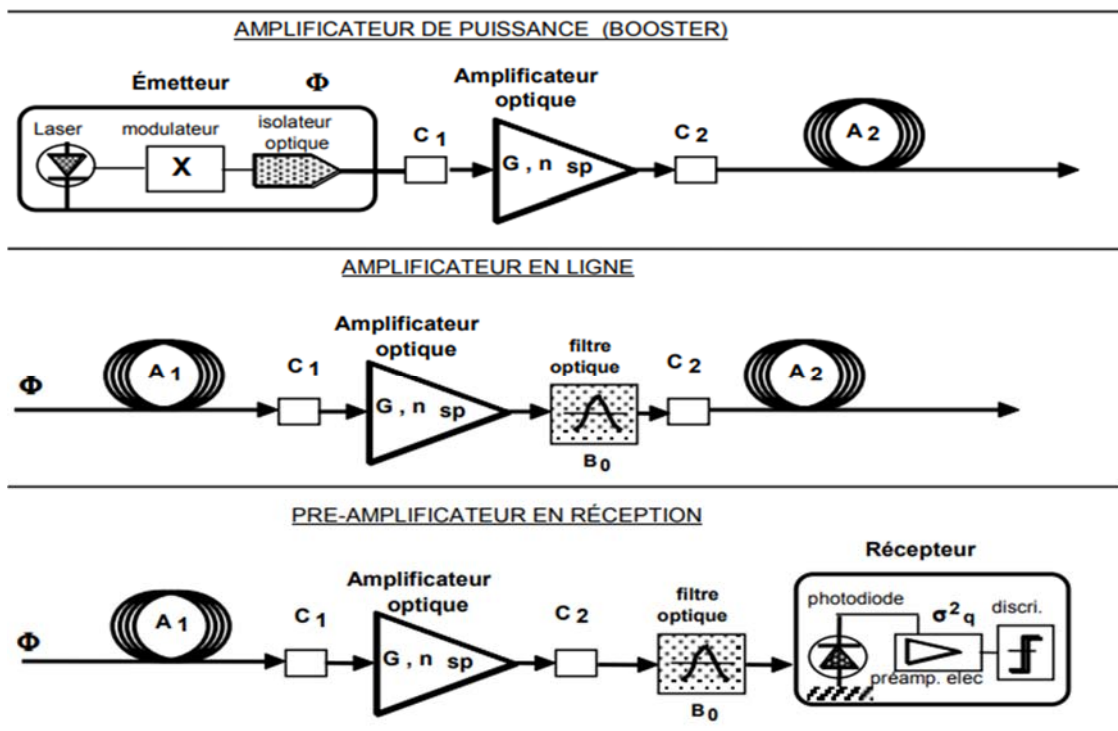 AMPLIFICATEUR DE PUISSANCE (BOOSTER)
Émetteur
Φ
Amplificateur
optique
Laser
modulateur
isolateur
optique
C 1
C 2
A 2
X
G , n sp
AMPLIFICATEUR EN LIGNE
Amplificateur
optique
filtre
optique
Φ
A 1
C 1
G , n sp
C 2
A 2
B 0
PRE-AMPLIFICATEUR EN RÉCEPTION
Récepteur
Amplificateur
optique
filtre
optique
photodiode
σ²q
discri.
Φ
A 1
C 1
G , n sp
C 2
préamp. elec
B 0